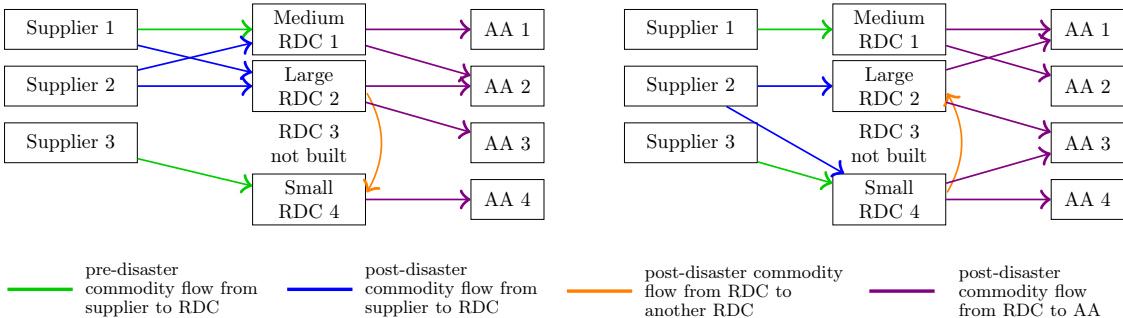 Supplier 1
Supplier 2
Supplier 3
Medium
RDC 1
Large
RDC 2
RDC 3
not built
Small
RDC 4
AA 1
AA 2
AA 3
AA 4
Supplier 1
Supplier 2
Supplier 3
Medium
RDC 1
Large
RDC 2
RDC 3
not built
Small
RDC 4
AA 1
AA 2
AA 3
AA 4
pre-disaster
commodity flow from
supplier to RDC
post-disaster
commodity flow from
supplier to RDC
post-disaster commodity
flow from RDC to
another RDC
post-disaster
commodity flow
from RDC to AA